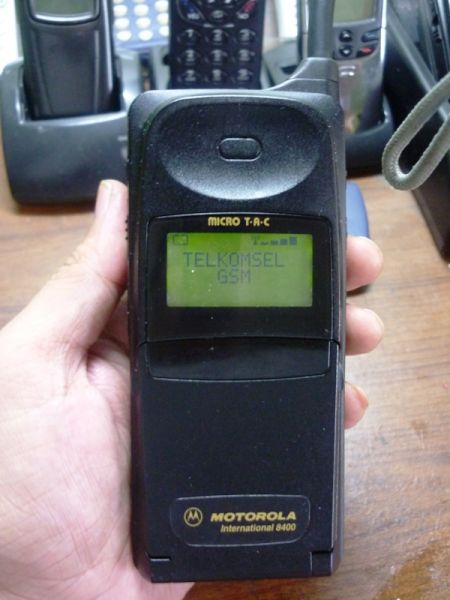 MICRO T·A·C
TELKOMSEL
GSM
MOTOROLA
International 8400